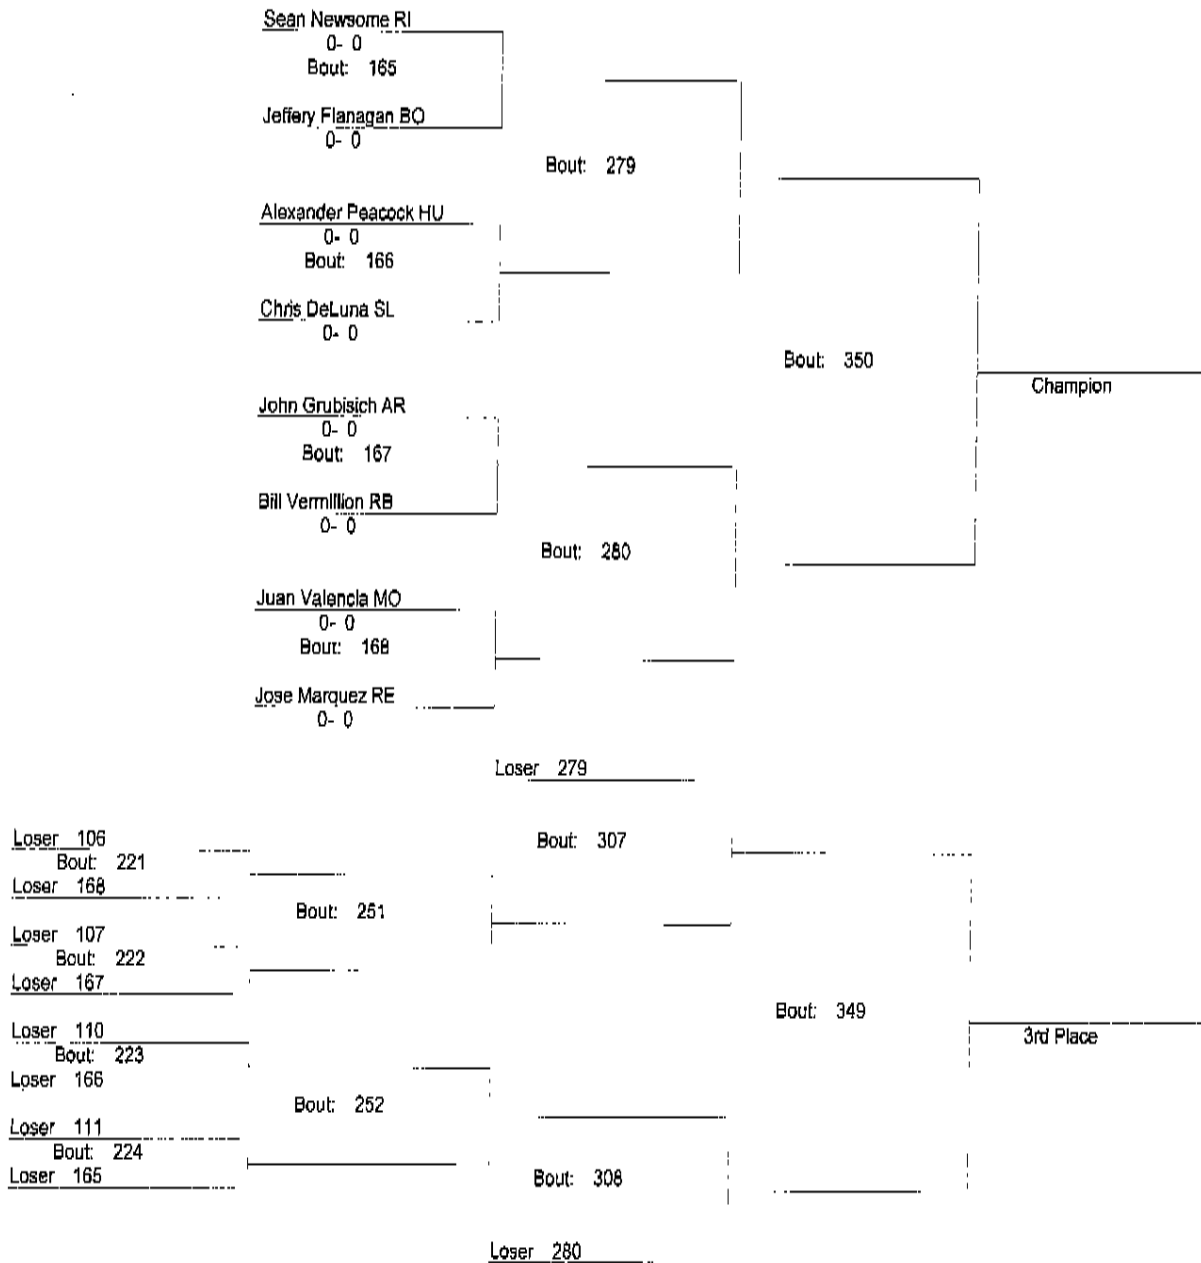 Sean Newsome RI
0- 0
Bout: 165
Jeffery Flanagan BO
0- 0
Bout: 279
Alexander Peacock HU
0- 0
Bout: 166
Chris DeLuna SL
0- 0
Bout: 350
Champion
John Grubisich AR
0- 0
Bout: 167
Bill Vermillion RB
0- 0
Bout: 280
Juan Valencia MO
0- 0
Bout: 168
Jose Marquez RE
0- 0
Loser 279
Loser 106
Bout: 221
Loser 168
Bout: 307
Bout: 251
Loser 107
Bout: 222
Loser 167
Bout: 349
3rd Place
Loser 110
Bout: 223
Loser 166
Bout: 252
Loser 111
Bout: 224
Loser 165
Bout: 308
Loser 280